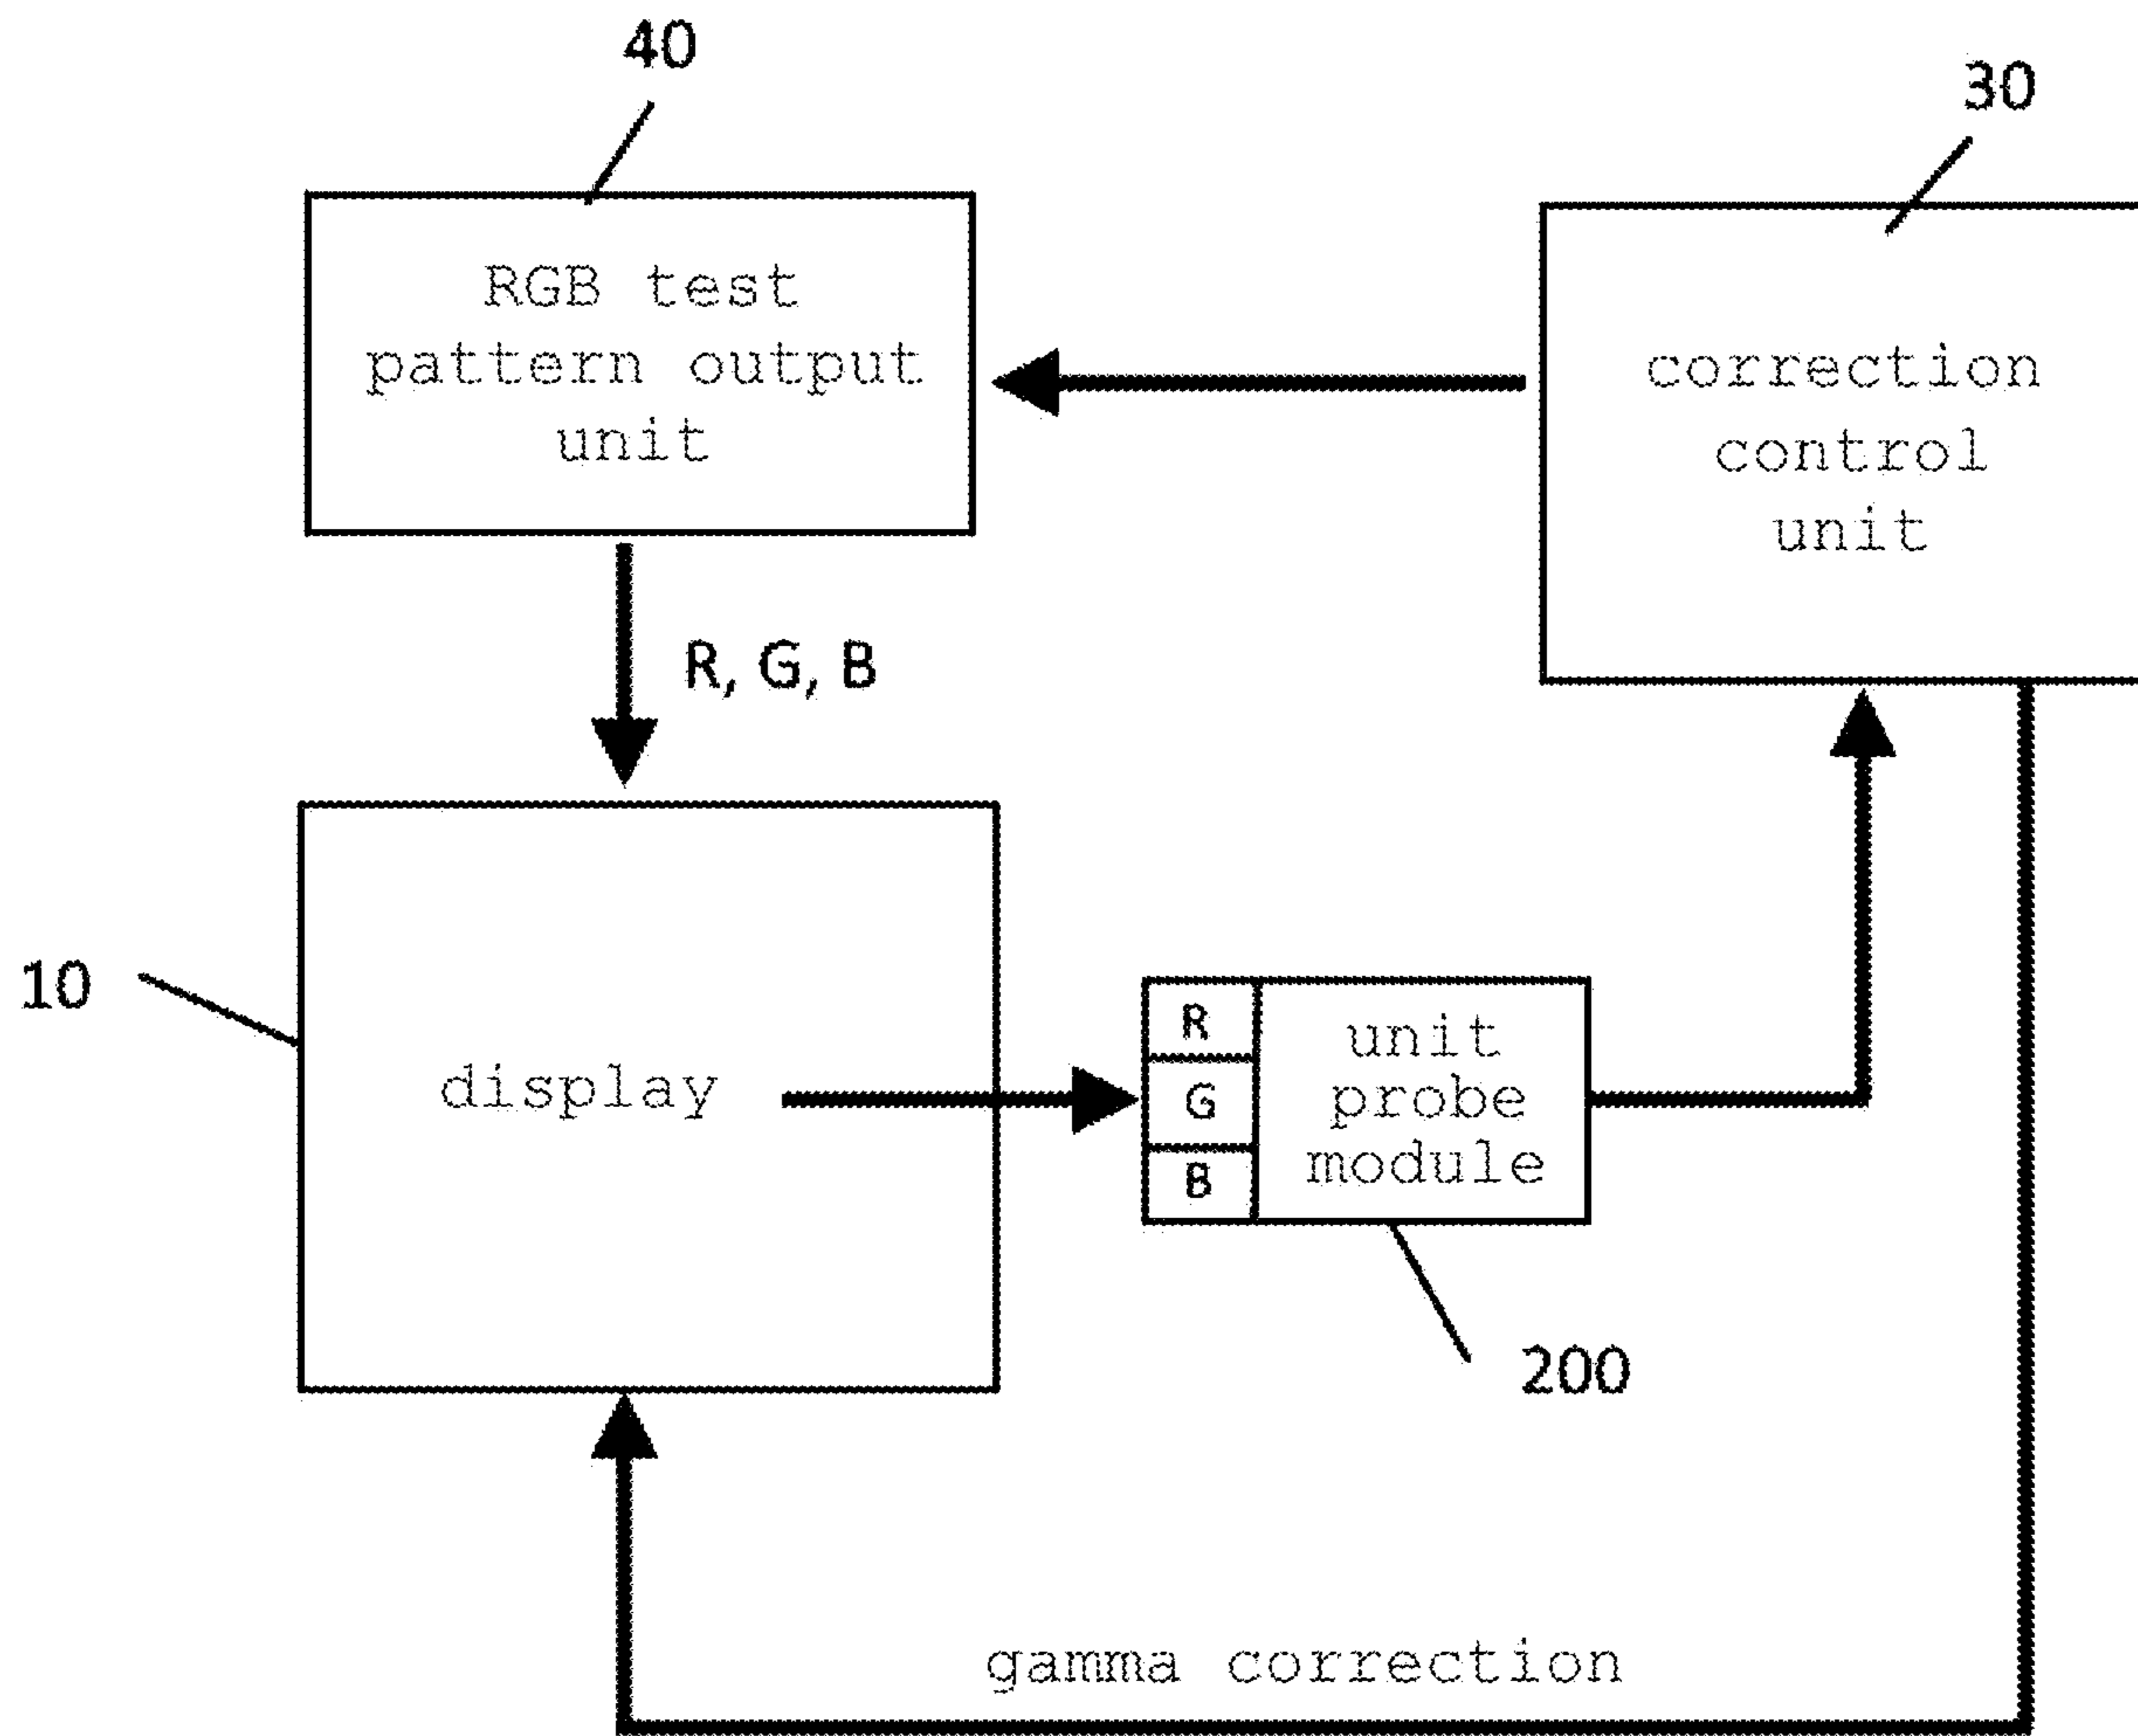 40
30
RGB test
pattern output
unit
correction
control
unit
R, G, B
10
display
R
G
B
unit
probe
module
200
gamma correction